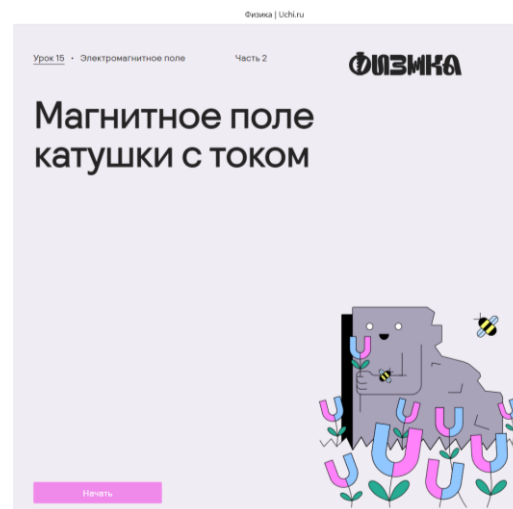 Физика | Uchi.ru
Урок 15 • Электромагнитное поле
Часть 2
ФИЗИКА
Магнитное поле
катушки с током
Начать